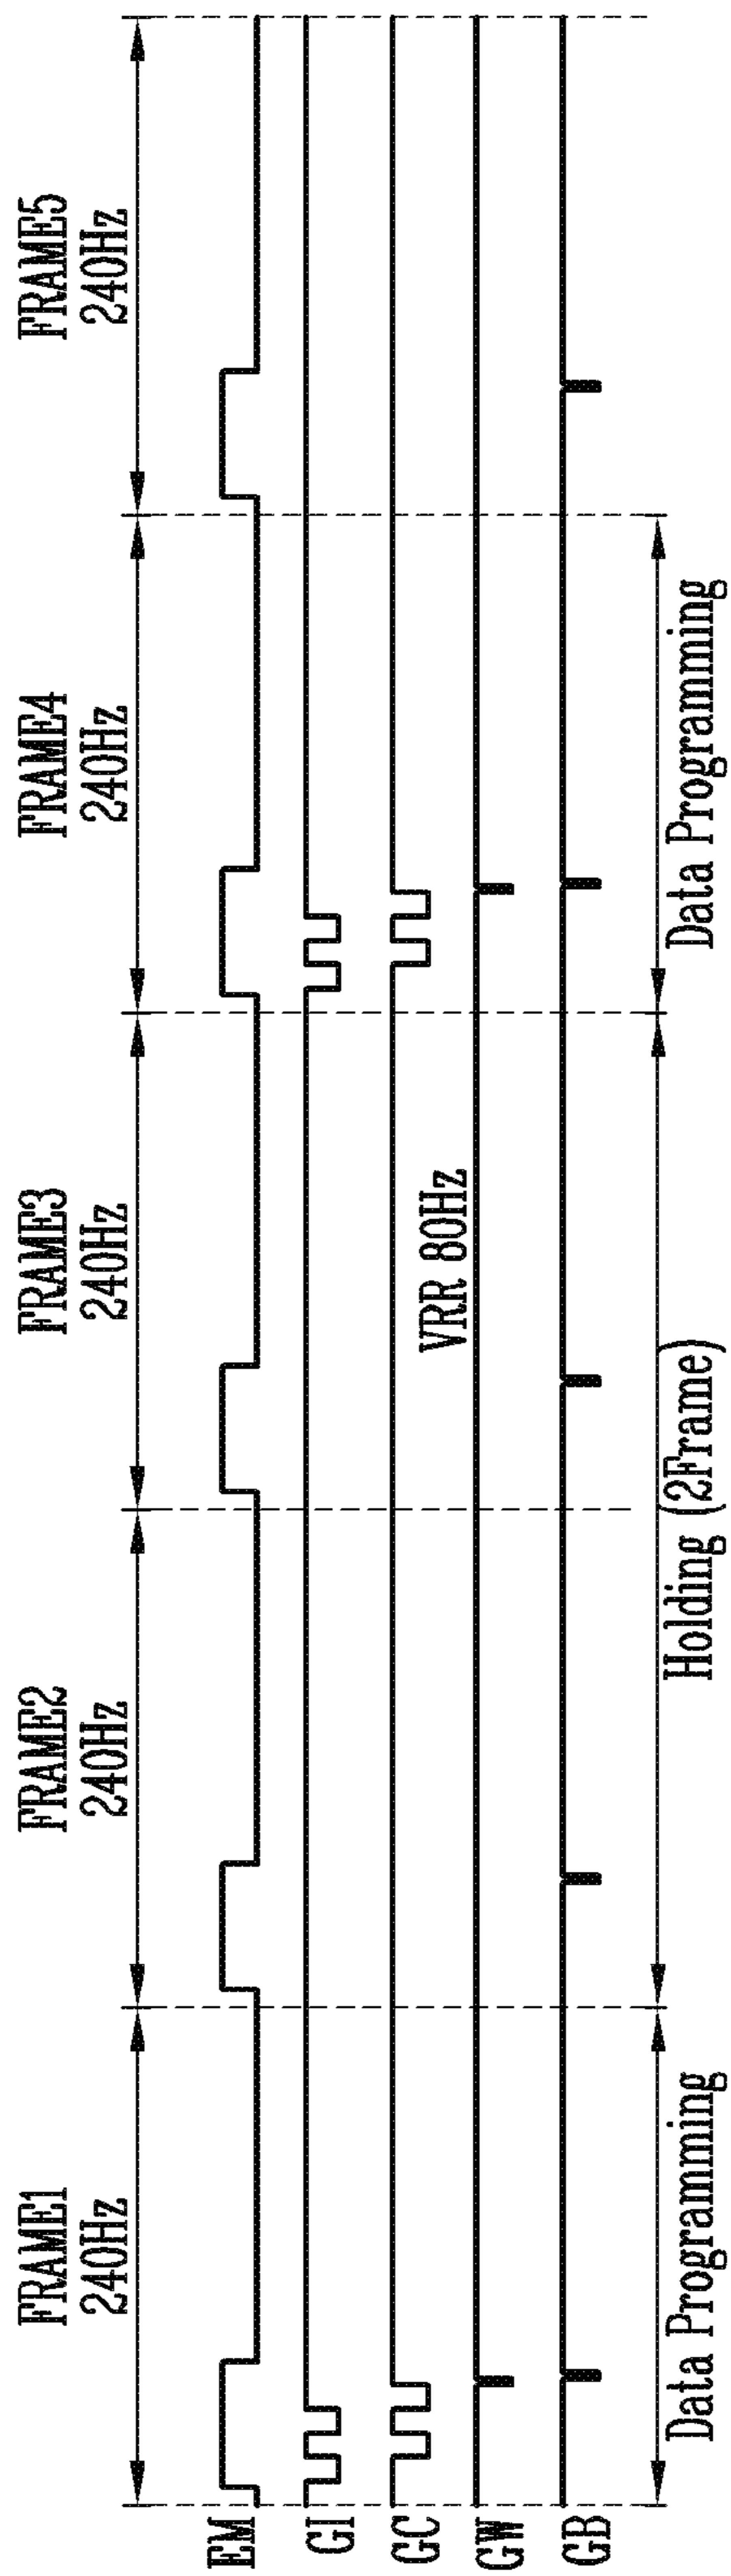 FRAME1
240Hz
FRAME2
240Hz
FRAME3
240Hz
FRAME4
240Hz
FRAME5
240Hz
EM
GI
GC
VRR 80Hz
GW
GB
Data Programming
Holding (2Frame)
Data Programming